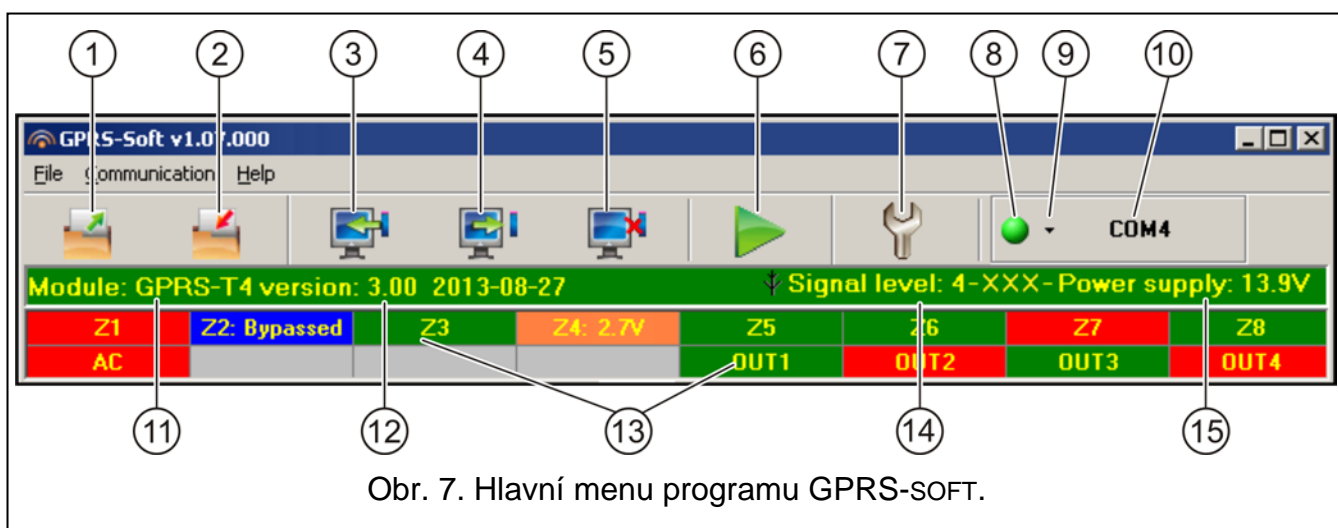 1 2 3 4 5 6 7 8 9 10
GPRS-Soft v1.07.000
File Communication Help
COM4
Module: GPRS-T4 version: 3.00 2013-08-27 Signal level: 4-XXX-Power supply: 13.9V
Z1 Z2: Bypassed Z3 Z4: 2.7V Z5 Z6 Z7 Z8
AC OUT1 OUT2 OUT3 OUT4
11 12 13 14 15
Obr. 7. Hlavní menu programu GPRS-SOFT.